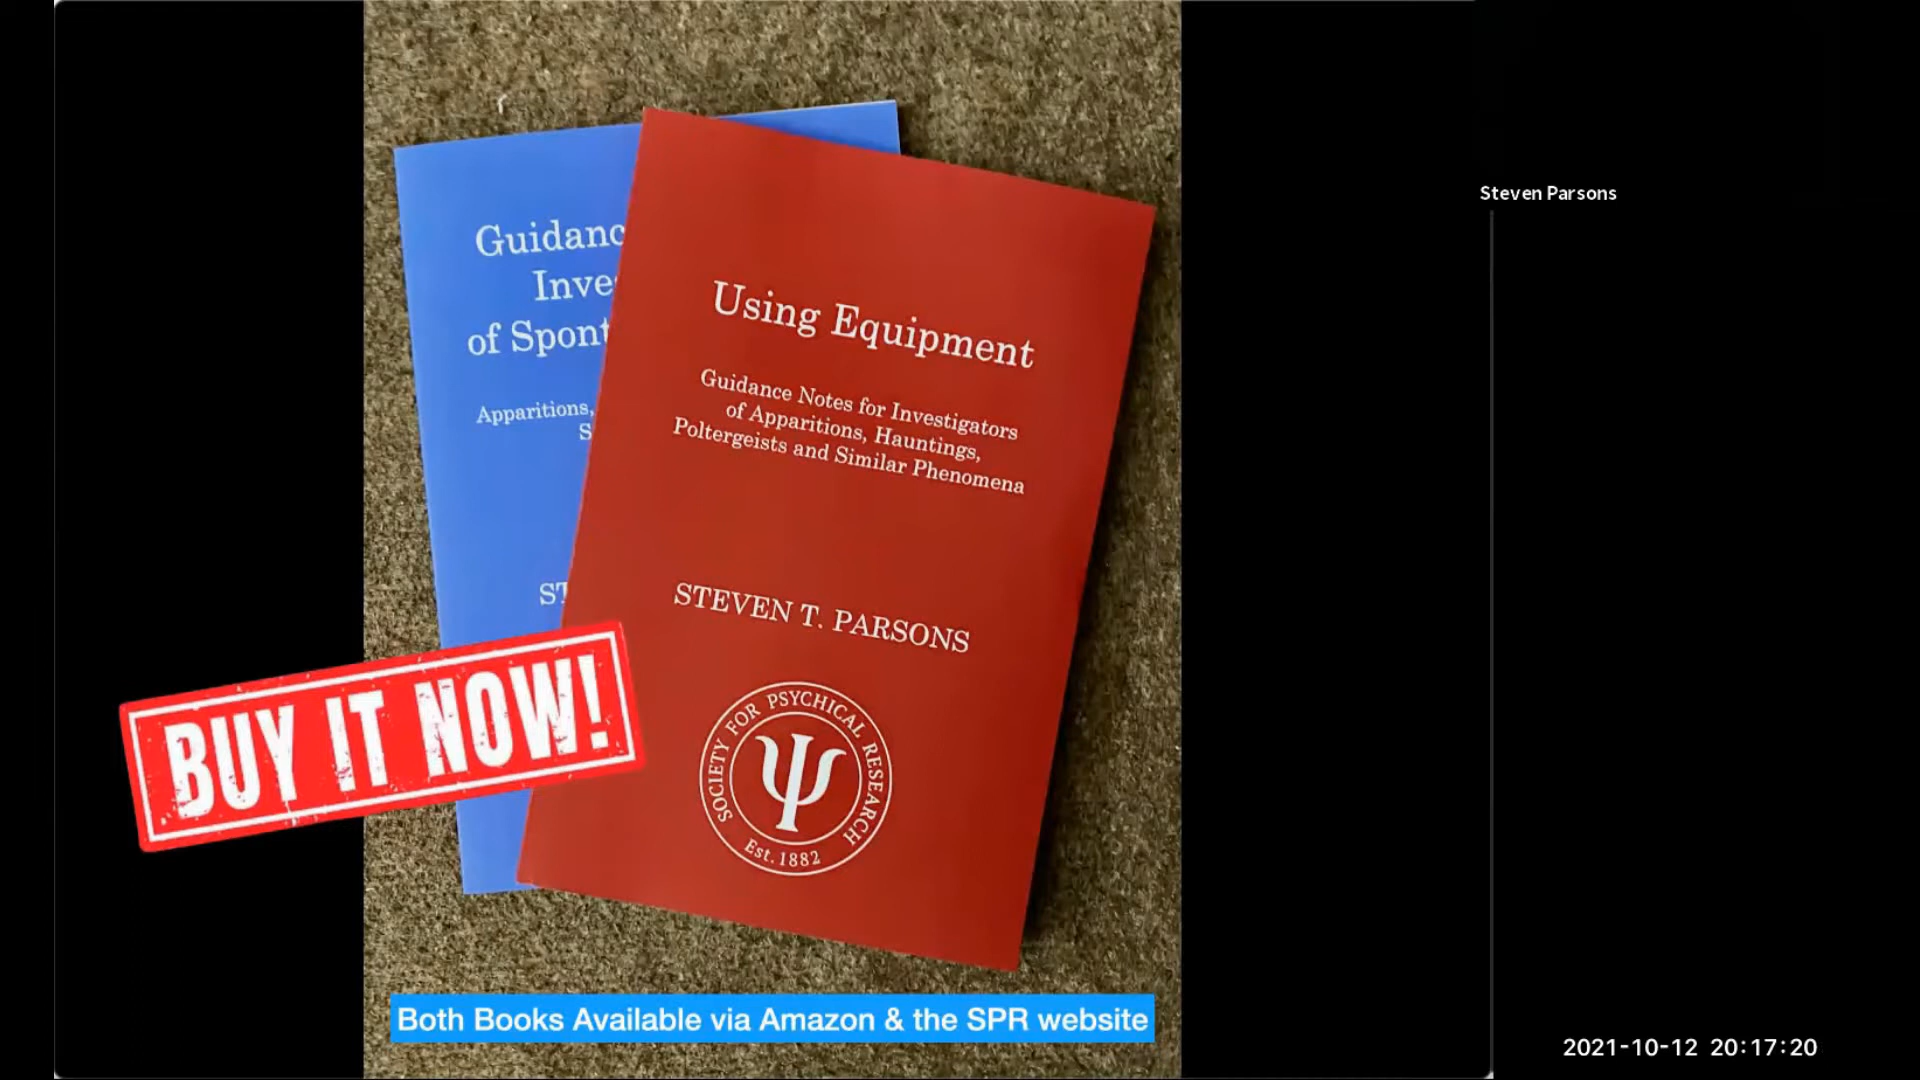 Guidanc
Inve
of Spont
Apparitions,
S
ST
Using Equipment
Guidance Notes for Investigators
of Apparitions, Hauntings,
Poltergeists and Similar Phenomena
STEVEN T. PARSONS
SOCIETY FOR PSYCHICAL RESEARCH
Est. 1882
BUY IT NOW!
Both Books Available via Amazon & the SPR website
Steven Parsons
2021-10-12 20:17:20